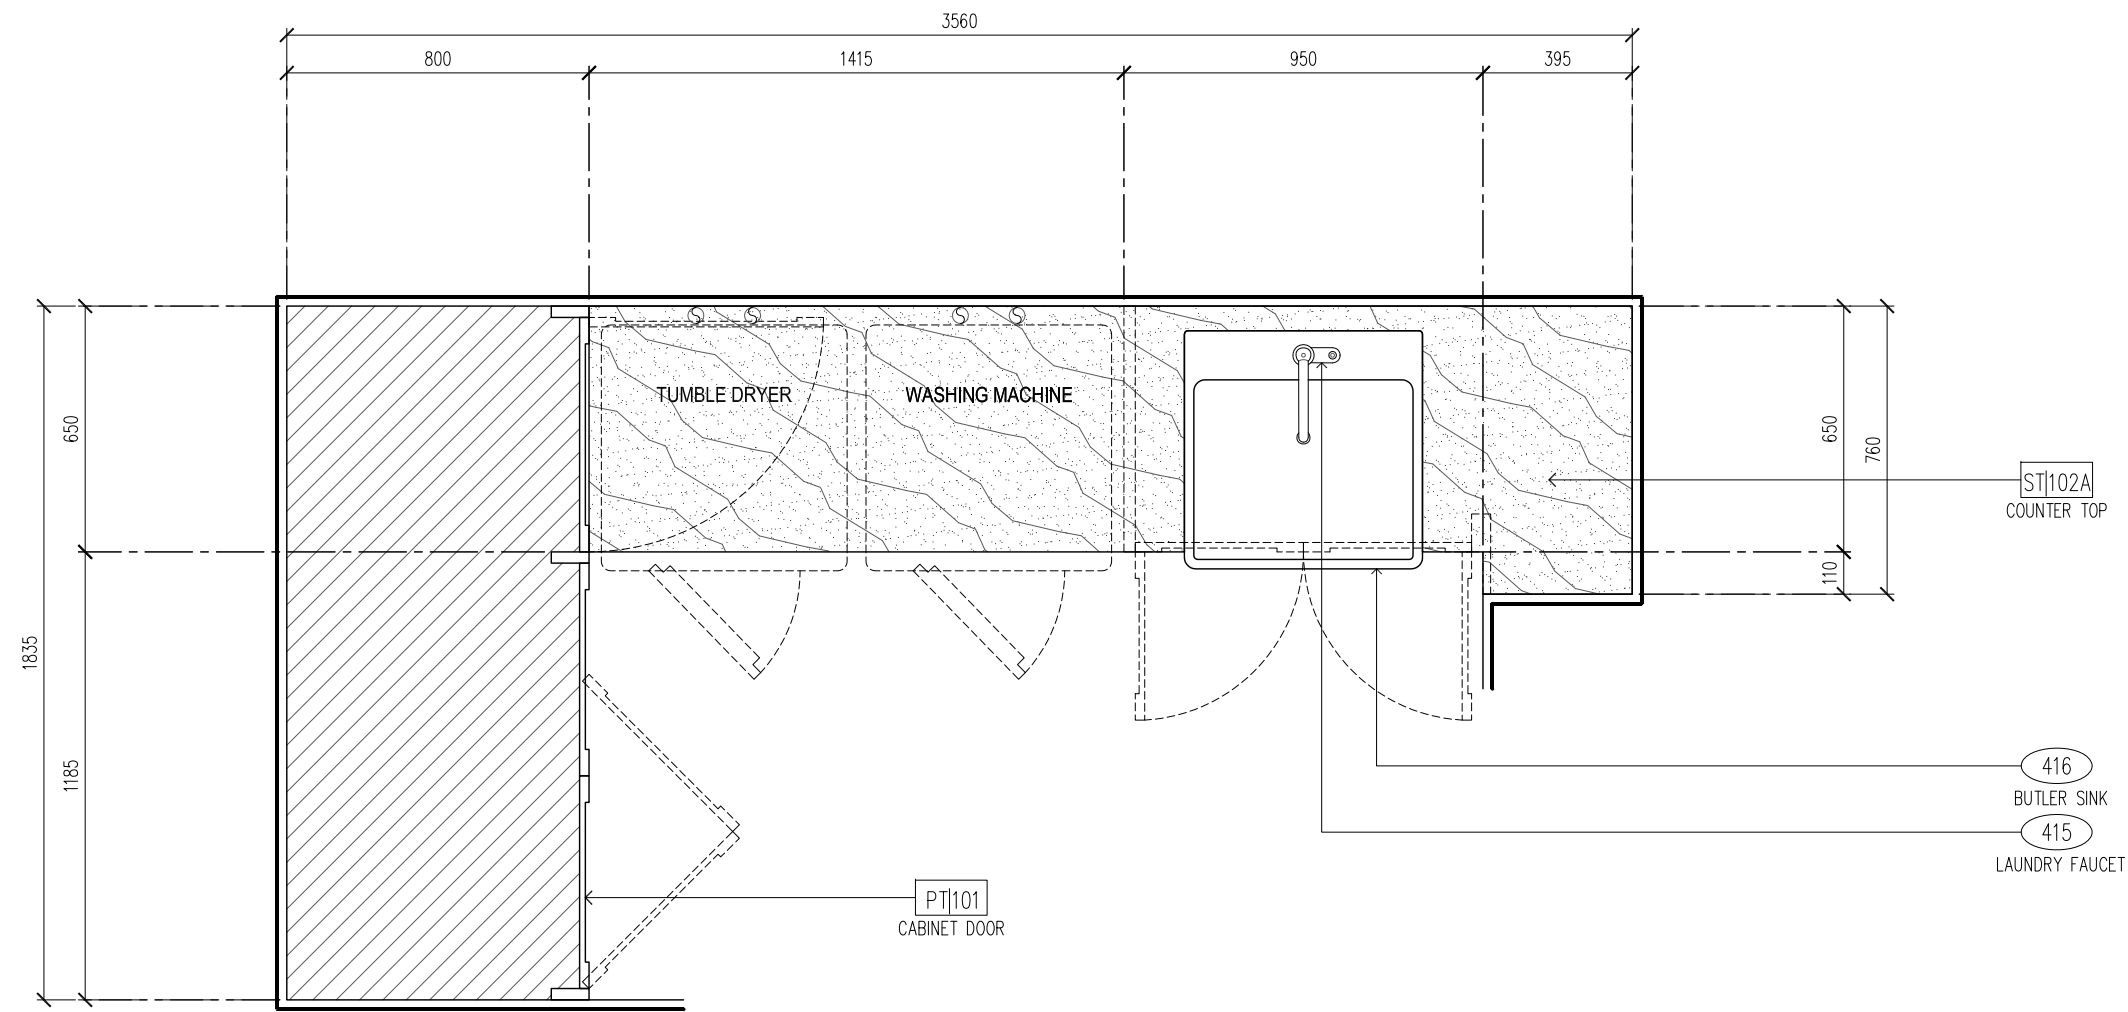 3560
800
1415
950
395
TUMBLE DRYER
WASHING MACHINE
650
1835
1185
650
760
110
ST|102A
COUNTER TOP
416
BUTLER SINK
415
LAUNDRY FAUCET
PT|101
CABINET DOOR